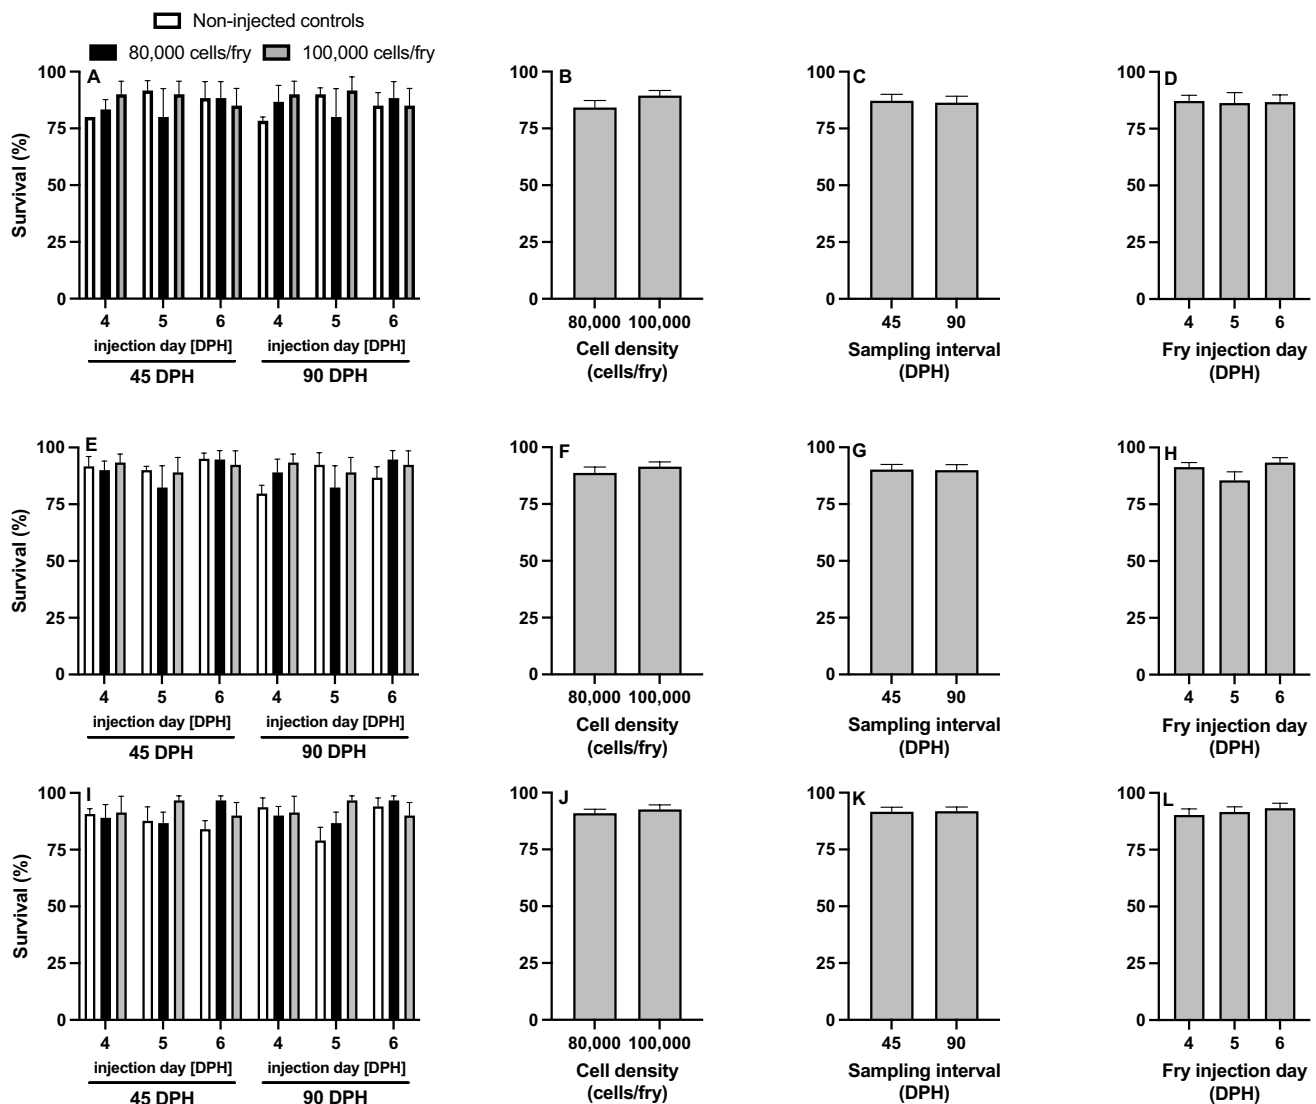 Non-injected controls
80,000 cells/fry 100,000 cells/fry
A
Survival (%)
100
75
50
25
0
4 5 6 4 5 6
injection day [DPH] injection day [DPH]
45 DPH 90 DPH
B
100
75
50
25
0
80,000 100,000
Cell density
(cells/fry)
C
100
75
50
25
0
45 90
Sampling interval
(DPH)
D
100
75
50
25
0
4 5 6
Fry injection day
(DPH)
E
Survival (%)
100
75
50
25
0
4 5 6 4 5 6
injection day [DPH] injection day [DPH]
45 DPH 90 DPH
F
100
75
50
25
0
80,000 100,000
Cell density
(cells/fry)
G
100
75
50
25
0
45 90
Sampling interval
(DPH)
H
100
75
50
25
0
4 5 6
Fry injection day
(DPH)
I
Survival (%)
100
75
50
25
0
4 5 6 4 5 6
injection day [DPH] injection day [DPH]
45 DPH 90 DPH
J
100
75
50
25
0
80,000 100,000
Cell density
(cells/fry)
K
100
75
50
25
0
45 90
Sampling interval
(DPH)
L
100
75
50
25
0
4 5 6
Fry injection day
(DPH)